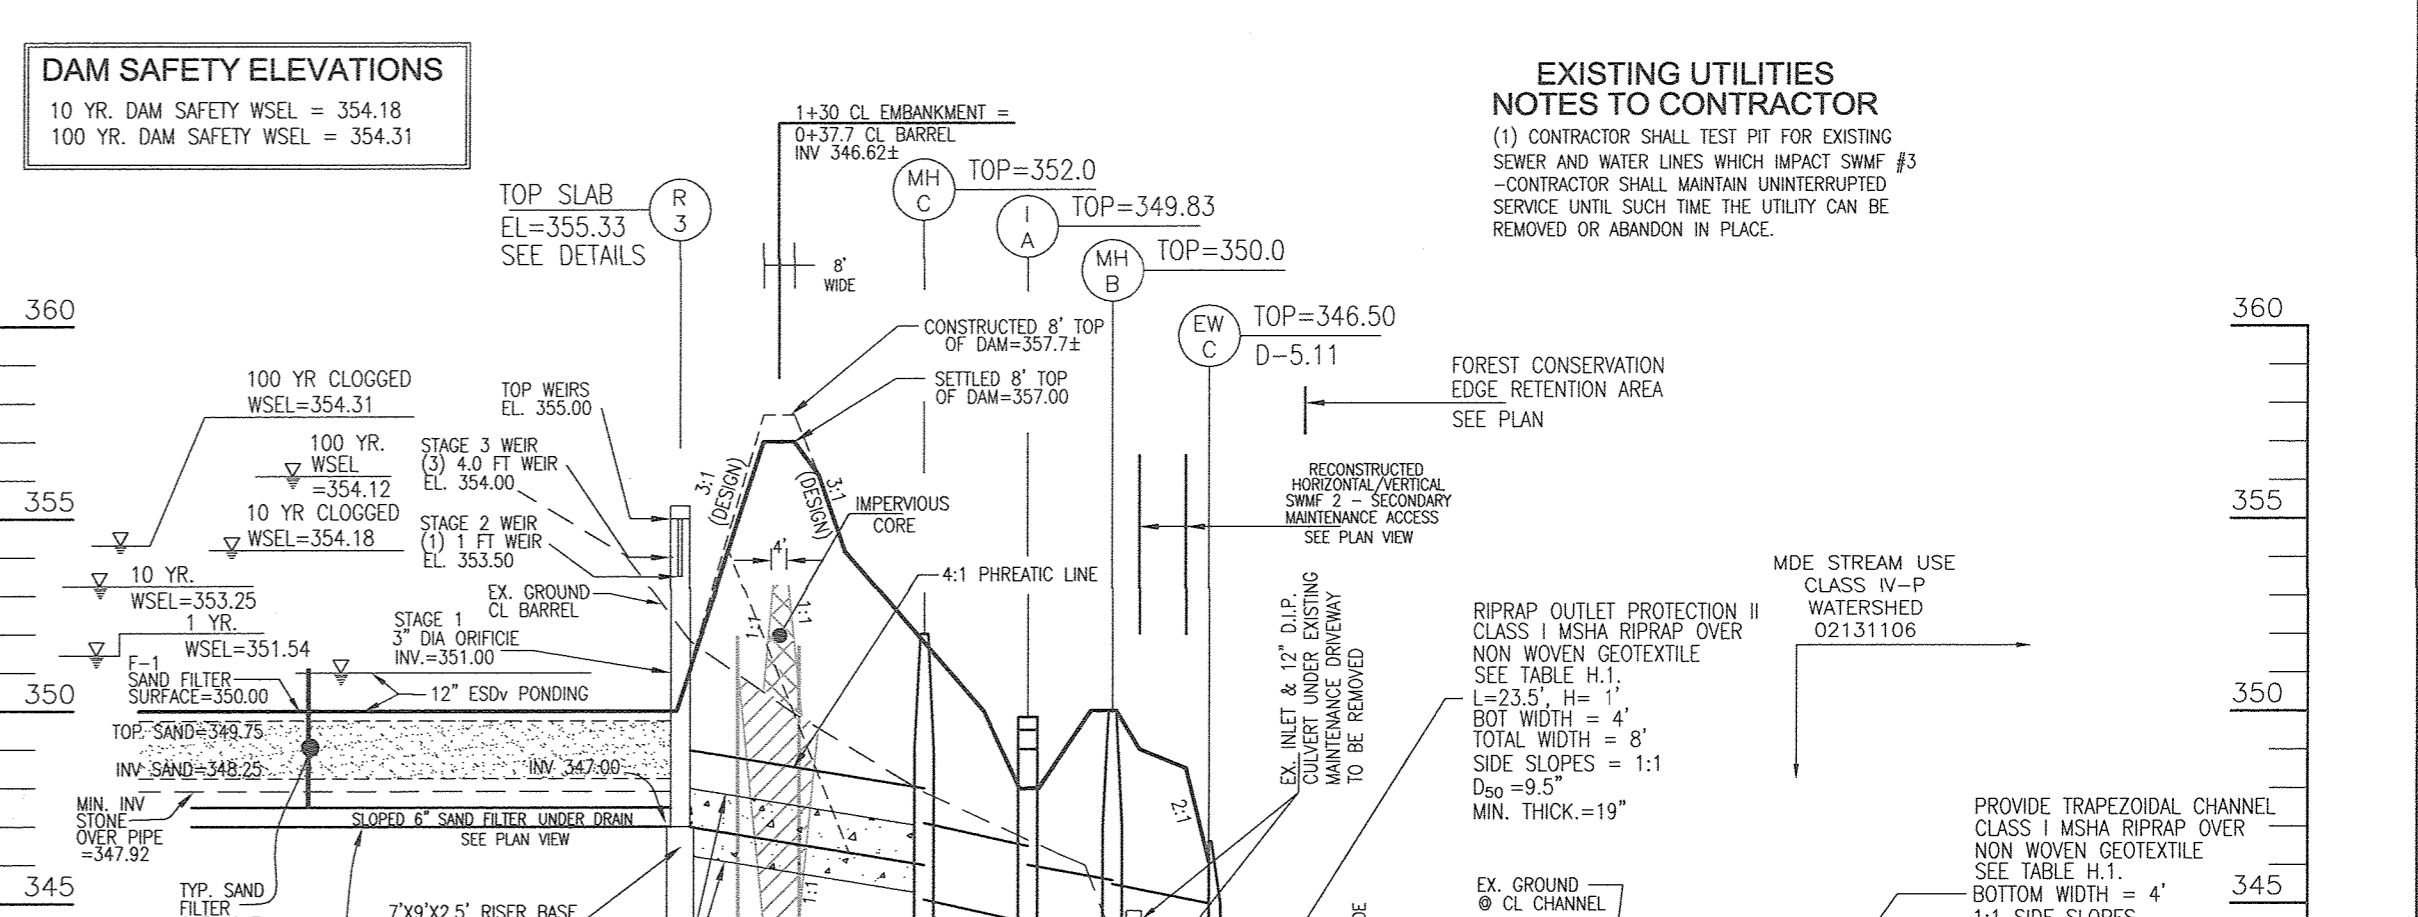 DAM SAFETY ELEVATIONS
10 YR. DAM SAFETY WSEL = 354.18
100 YR. DAM SAFETY WSEL = 354.31
1+30 CL EMBANKMENT =
0+37.7 CL BARREL
INV 346.62±
TOP SLAB
EL=355.33
SEE DETAILS
R
3
MH
C
TOP=352.0
I
A
TOP=349.83
MH
B
TOP=350.0
EW
C
TOP=346.50
D-5.11
8'
WIDE
EXISTING UTILITIES
NOTES TO CONTRACTOR
(1) CONTRACTOR SHALL TEST PIT FOR EXISTING
SEWER AND WATER LINES WHICH IMPACT SWMF #3
-CONTRACTOR SHALL MAINTAIN UNINTERRUPTED
SERVICE UNTIL SUCH TIME THE UTILITY CAN BE
REMOVED OR ABANDON IN PLACE.
360
355
350
345
CONSTRUCTED 8' TOP
OF DAM=357.7±
SETTLED 8' TOP
OF DAM=357.00
FOREST CONSERVATION
EDGE RETENTION AREA
SEE PLAN
100 YR CLOGGED
WSEL=354.31
100 YR.
WSEL
=354.12
10 YR CLOGGED
WSEL=354.18
10 YR.
WSEL=353.25
1 YR.
WSEL=351.54
TOP WEIRS
EL. 355.00
STAGE 3 WEIR
(3) 4.0 FT WEIR
EL. 354.00
STAGE 2 WEIR
(1) 1 FT WEIR
EL. 353.50
EX. GROUND
CL BARREL
STAGE 1
3" DIA ORIFICIE
INV.=351.00
3:1
(DESIGN)
3:1
(DESIGN)
IMPERVIOUS
CORE
4'
1:1
1:1
1:1
4:1 PHREATIC LINE
RECONSTRUCTED
HORIZONTAL/VERTICAL
SWMF 2 - SECONDARY
MAINTENANCE ACCESS
SEE PLAN VIEW
F-1
SAND FILTER
SURFACE=350.00
12" ESDv PONDING
TOP SAND=349.75
INV SAND=348.25
INV 347.00
MIN. INV
STONE
OVER PIPE
=347.92
SLOPED 6" SAND FILTER UNDER DRAIN
SEE PLAN VIEW
TYP. SAND
FILTER
7'X9'X2.5' RISER BASE
EX. INLET & 12" D.I.P.
CULVERT UNDER EXISTING
MAINTENANCE DRIVEWAY
TO BE REMOVED
2:1
RIPRAP OUTLET PROTECTION II
CLASS I MSHA RIPRAP OVER
NON WOVEN GEOTEXTILE
SEE TABLE H.1.
L=23.5', H= 1'
BOT WIDTH = 4'
TOTAL WIDTH = 8'
SIDE SLOPES = 1:1
D50 =9.5"
MIN. THICK.=19"
EX. GROUND
@ CL CHANNEL
DE
MDE STREAM USE
CLASS IV-P
WATERSHED
02131106
PROVIDE TRAPEZOIDAL CHANNEL
CLASS I MSHA RIPRAP OVER
NON WOVEN GEOTEXTILE
SEE TABLE H.1.
BOTTOM WIDTH = 4'
1:1 SIDE SLOPES
360
355
350
345